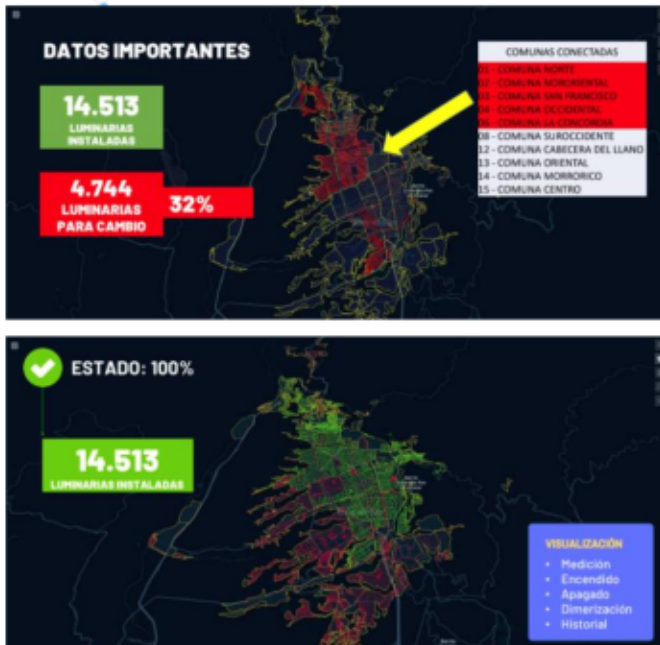 DATOS IMPORTANTES
14.513
LUMINARIAS
INSTALADAS
4.744
LUMINARIAS
PARA CAMBIO
32%
COMUNAS CONECTADAS
01 - COMUNA NORTE
02 - COMUNA NORORIENTAL
03 - COMUNA SAN FRANCISCO
04 - COMUNA OCCIDENTAL
06 - COMUNA LA CONCORDIA
08 - COMUNA SUROCCIDENTE
12 - COMUNA CABECERA DEL LLANO
13 - COMUNA ORIENTAL
14 - COMUNA MORRORICO
15 - COMUNA CENTRO
ESTADO: 100%
14.513
LUMINARIAS INSTALADAS
VISUALIZACIÓN
• Medición
• Encendido
• Apagado
• Dimerización
• Historial